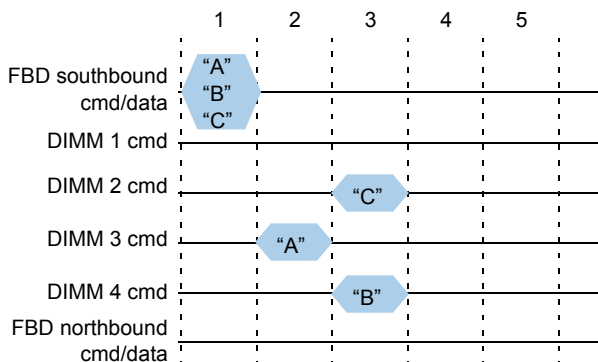 1 2 3 4 5
FBD southbound
cmd/data
“A”
“B”
“C”
DIMM 1 cmd
DIMM 2 cmd
“C”
DIMM 3 cmd
“A”
DIMM 4 cmd
“B”
FBD northbound
cmd/data